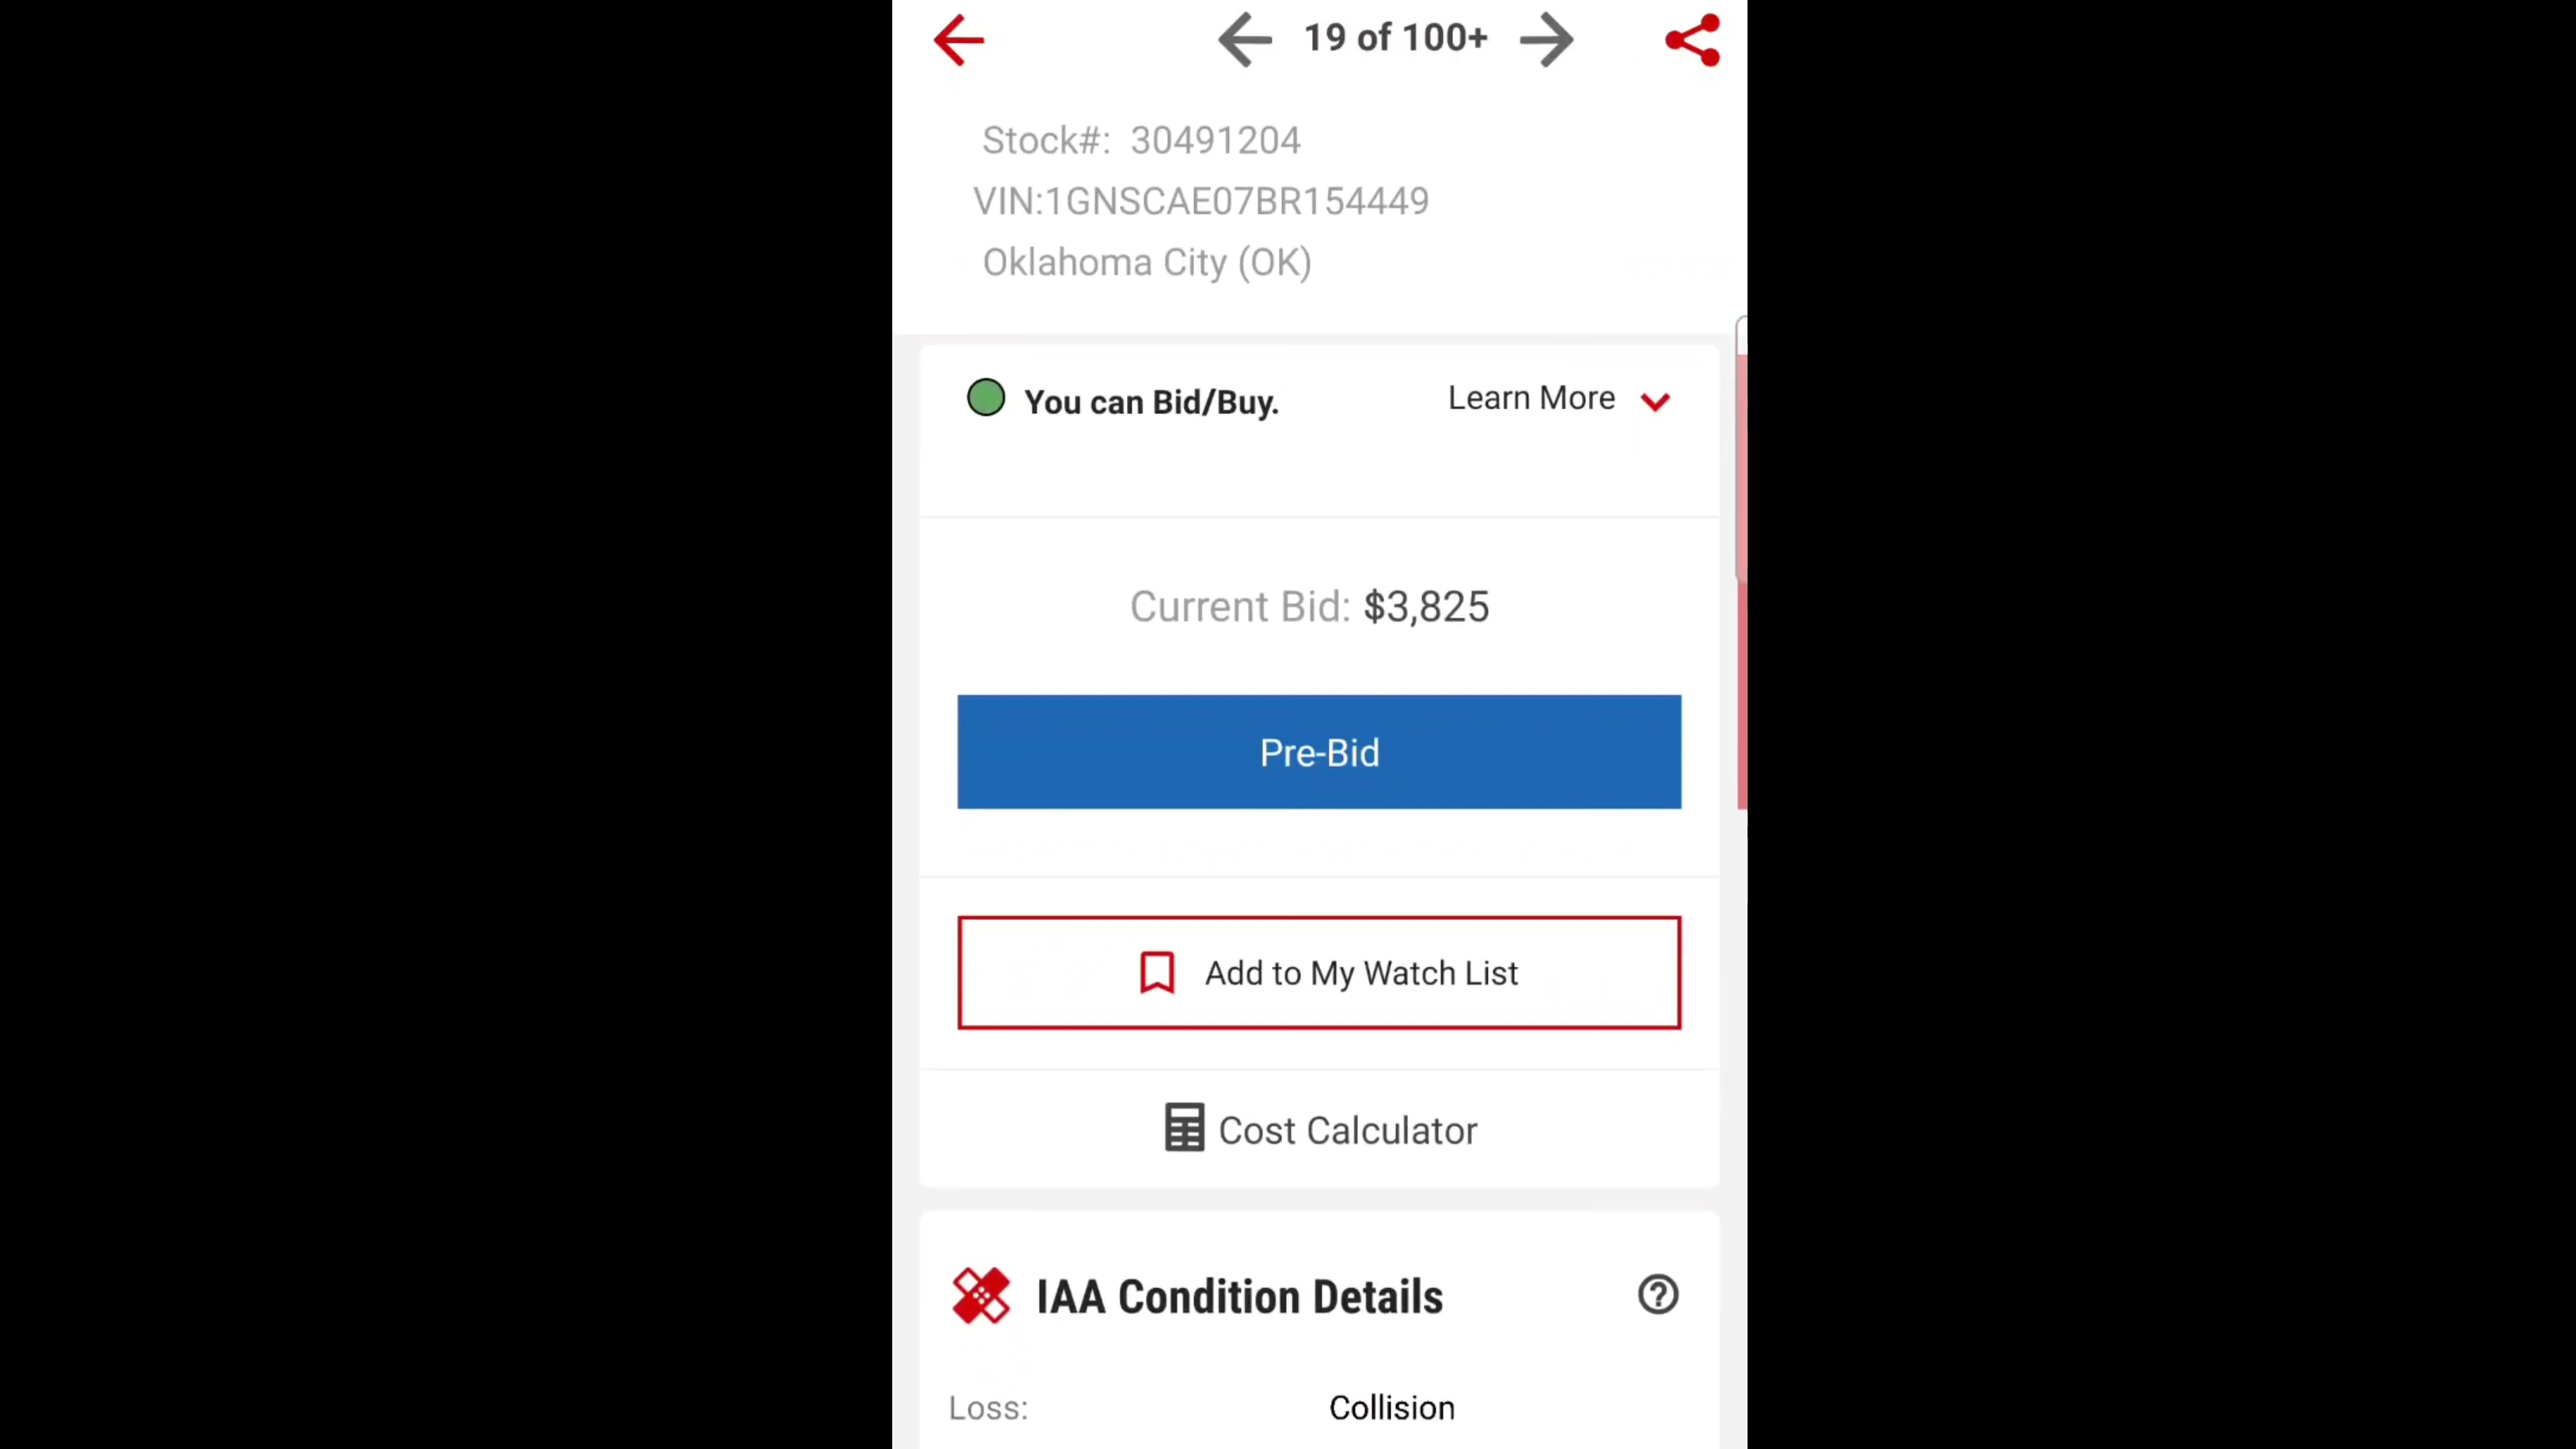 19 of 100+
Stock#: 30491204
VIN:1GNSCAE07BR154449
Oklahoma City (OK)
You can Bid/Buy.
Learn More
Current Bid: $3,825
Pre-Bid
Add to My Watch List
Cost Calculator
IAA Condition Details
Loss: Collision